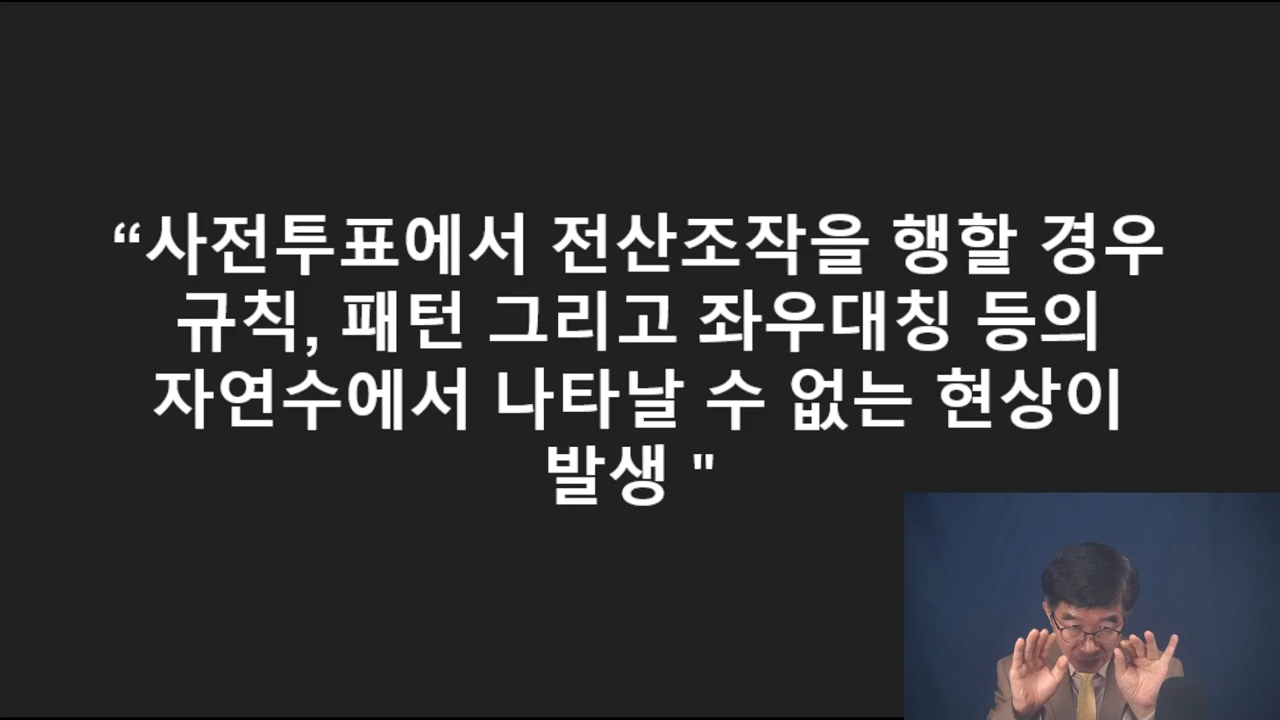 “사전투표에서 전산조작을 행할 경우
규칙, 패턴 그리고 좌우대칭 등의
자연수에서 나타날 수 없는 현상이
발생 "